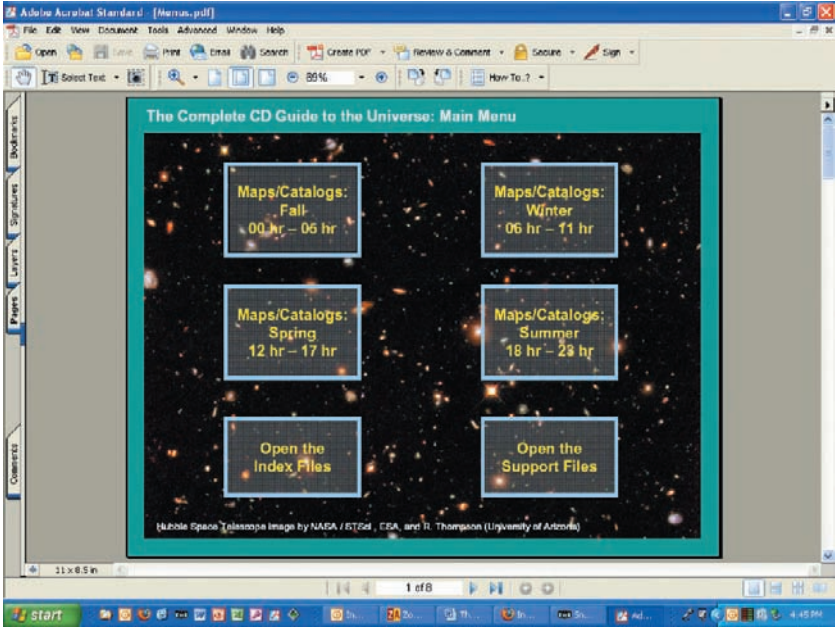 Adobe Acrobat Standard - [Menus.pdf]
File Edit View Document Tools Advanced Window Help
Open Save Print Email Search Create PDF Review & Comment Secure Sign
Select Text 89% How To..?
Bookmarks
Signatures
Layers
Pages
Comments
The Complete CD Guide to the Universe: Main Menu
Maps/Catalogs:
Fall
00 hr – 05 hr
Maps/Catalogs:
Winter
06 hr – 11 hr
Maps/Catalogs:
Spring
12 hr – 17 hr
Maps/Catalogs:
Summer
18 hr – 23 hr
Open the
Index Files
Open the
Support Files
Hubble Space Telescope image by NASA / STScI , ESA, and R. Thompson (University of Arizona)
11 x 8.5 in
1 of 8
start
4:45 PM